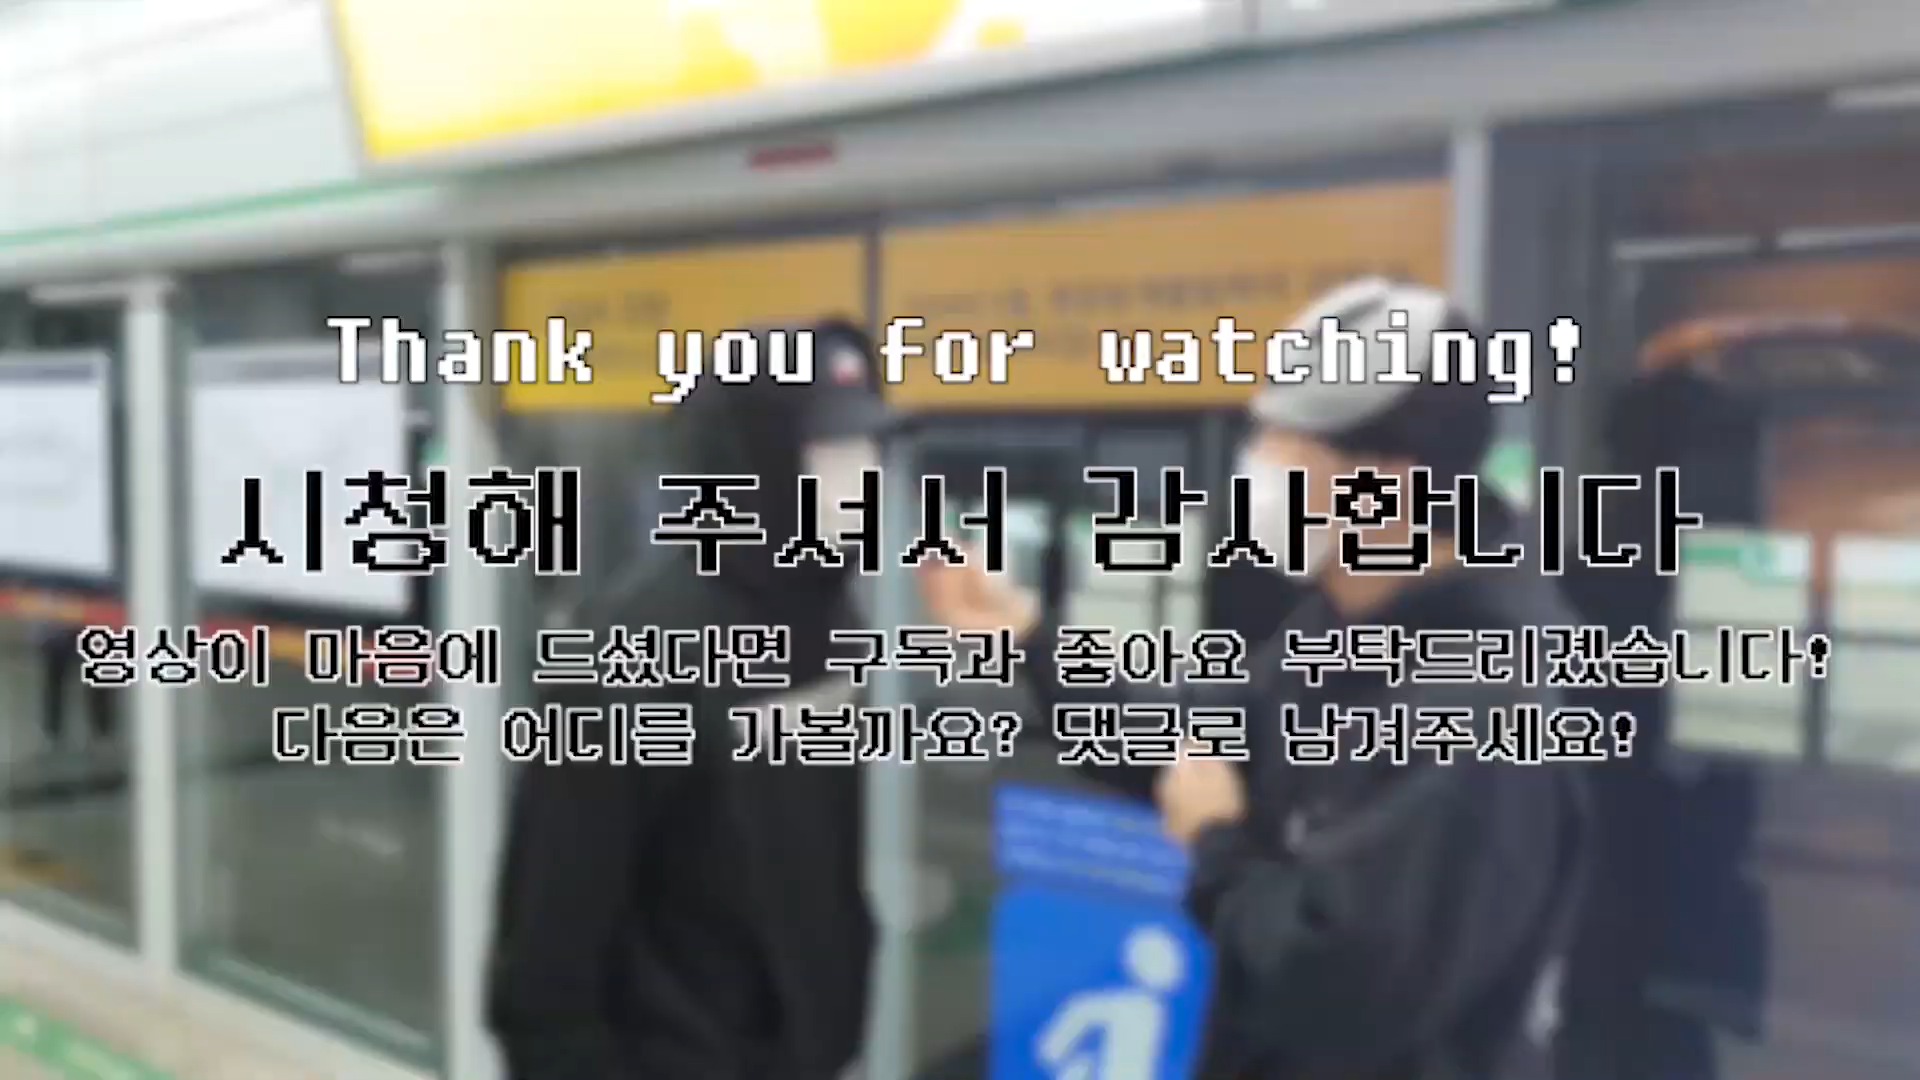 Thank you for watching!
시청해 주셔서 감사합니다
영상이 마음에 드셨다면 구독과 좋아요 부탁드리겠습니다!
다음은 어디를 가볼까요? 댓글로 남겨주세요!